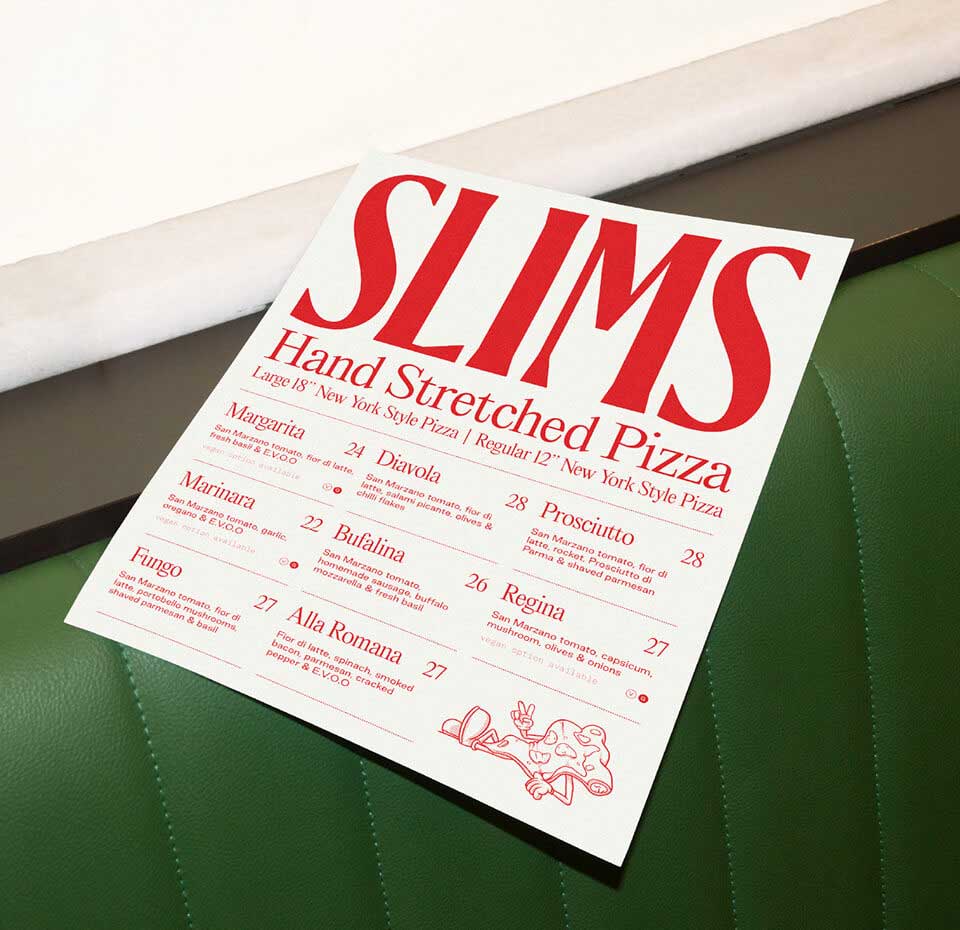 SLIMS
Hand Stretched Pizza
Large 18” New York Style Pizza | Regular 12” New York Style Pizza
Margarita 24
San Marzano tomato, fior di latte,
fresh basil & E.V.O.O
vegan option available
Marinara 22
San Marzano tomato, garlic,
oregano & E.V.O.O
vegan option available
Fungo 27
San Marzano tomato, fior di
latte, portobello mushrooms,
shaved parmesan & basil
Diavola 28
San Marzano tomato, fior di
latte, salami picante, olives &
chilli flakes
Bufalina 26
San Marzano tomato,
homemade sausage, buffalo
mozzarella & fresh basil
Alla Romana 27
Fior di latte, spinach, smoked
bacon, parmesan, cracked
pepper & E.V.O.O
Prosciutto 28
San Marzano tomato, fior di
latte, rocket, Prosciutto di
Parma & shaved parmesan
Regina 27
San Marzano tomato, capsicum,
mushroom, olives & onions
vegan option available